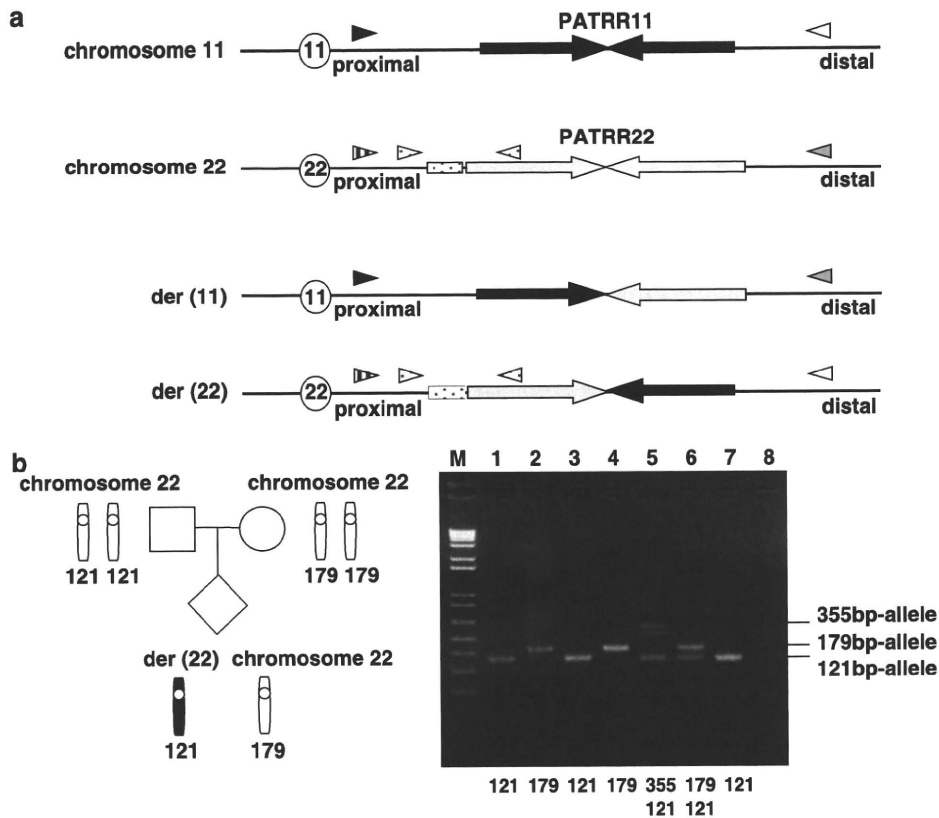 a
PATRR11
chromosome 11
11
proximal
distal
PATRR22
chromosome 22
22
proximal
distal
der (11)
11
proximal
distal
der (22)
22
proximal
distal
b
chromosome 22
chromosome 22
121 121
179 179
der (22) chromosome 22
121
179
M 1 2 3 4 5 6 7 8
355bp-allele
179bp-allele
121bp-allele
121 179 121 179 355 179 121
121 121